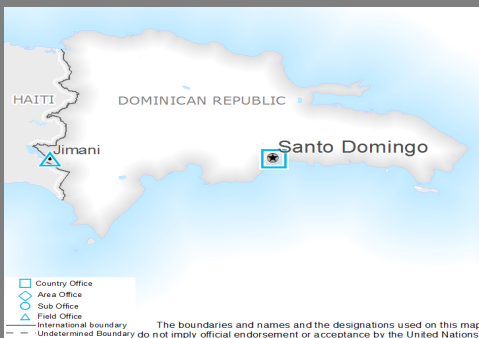 HAITI
DOMINICAN REPUBLIC
Jimani
Santo Domingo
Country Office
Area Office
Sub Office
Field Office
International boundary
Undetermined Boundary
The boundaries and names and the designations used on this map
do not imply official endorsement or acceptance by the United Nations